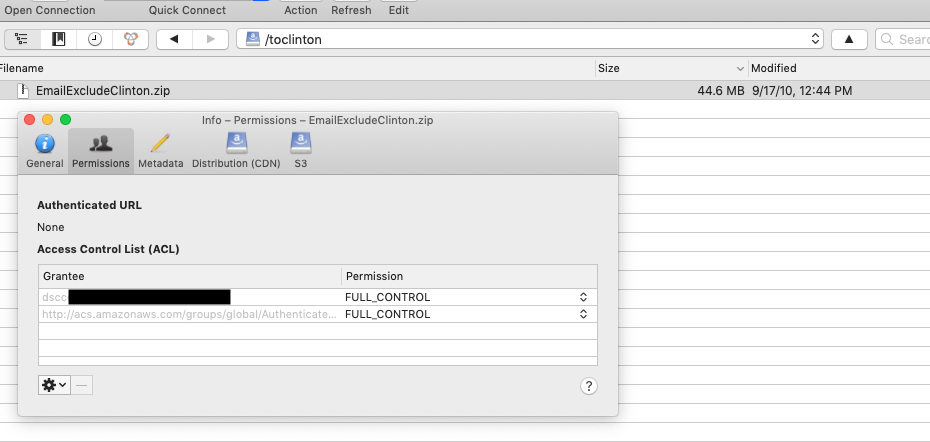 Open Connection Quick Connect Action Refresh Edit
/toclinton Searc
Filename Size Modified
EmailExcludeClinton.zip 44.6 MB 9/17/10, 12:44 PM
Info – Permissions – EmailExcludeClinton.zip
General Permissions Metadata Distribution (CDN) S3
Authenticated URL
None
Access Control List (ACL)
Grantee Permission
dscc FULL_CONTROL
http://acs.amazonaws.com/groups/global/Authenticate... FULL_CONTROL
?